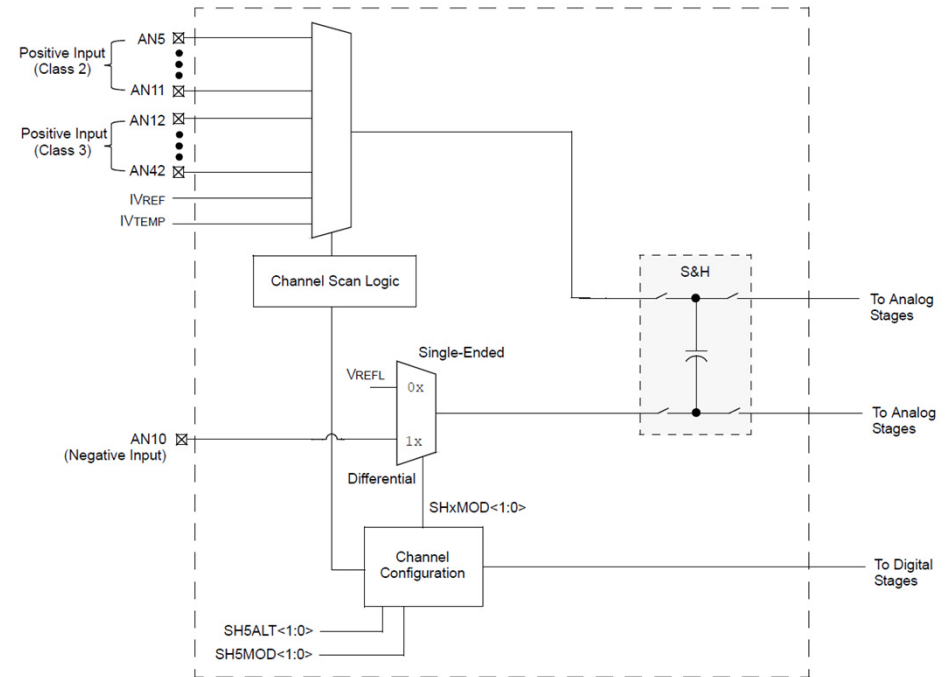 AN5
Positive Input
(Class 2)
AN11
AN12
Positive Input
(Class 3)
AN42
IVREF
IVTEMP
Channel Scan Logic
S&H
To Analog
Stages
Single-Ended
VREFL
0x
To Analog
Stages
AN10
(Negative Input)
1x
Differential
SHxMOD<1:0>
Channel
Configuration
To Digital
Stages
SH5ALT<1:0>
SH5MOD<1:0>